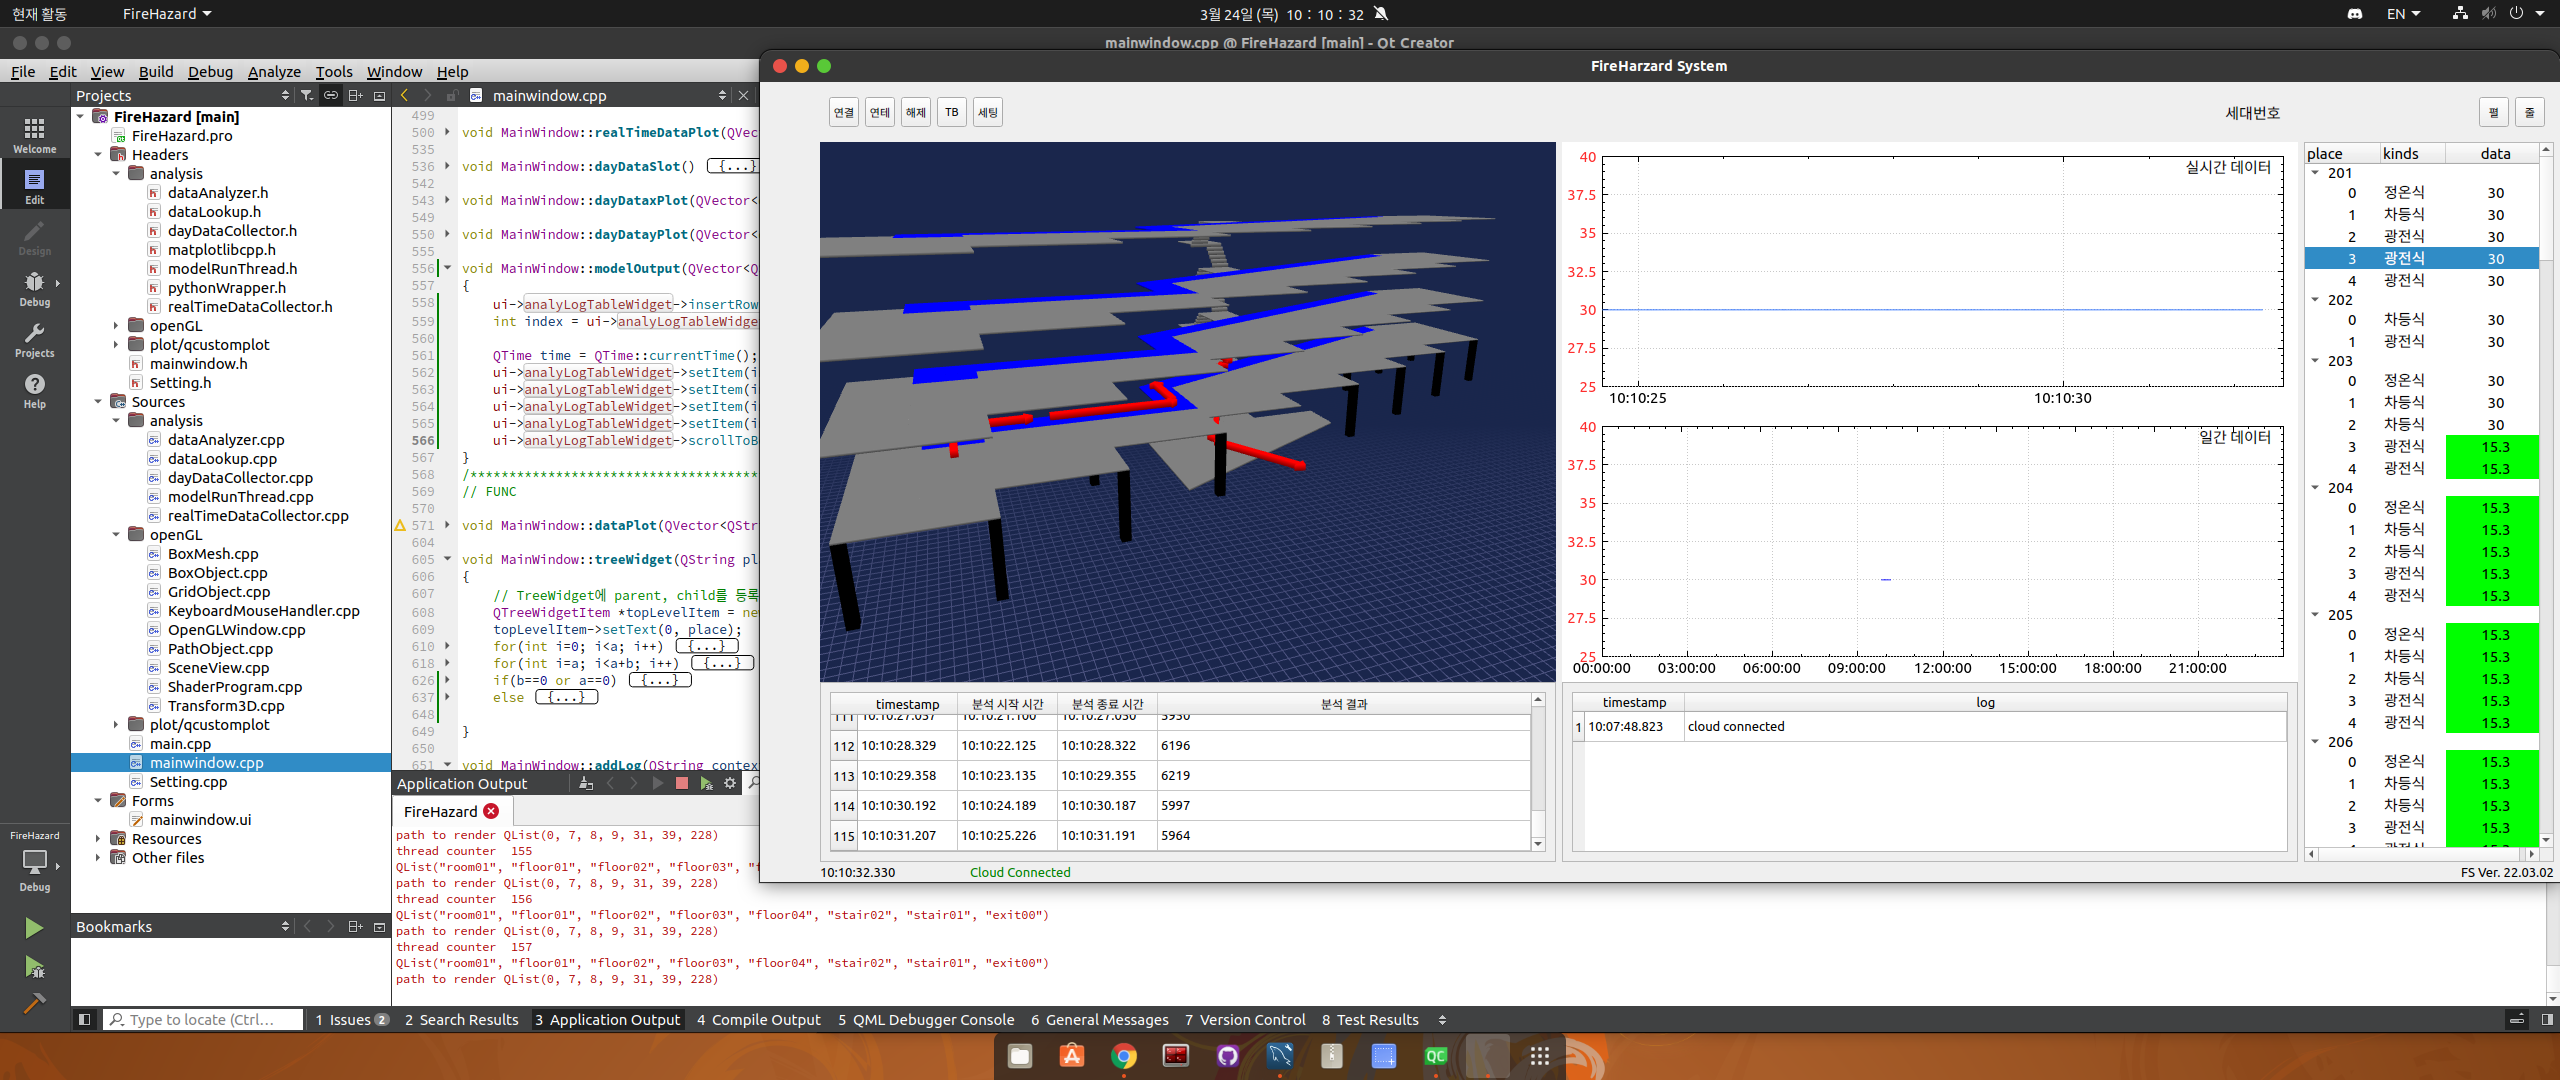 현재 활동
FireHazard
3월 24일 (목) 10 : 10 : 32
EN
mainwindow.cpp @ FireHazard [main] - Qt Creator
File Edit View Build Debug Analyze Tools Window Help
Projects
Welcome
Edit
Design
Debug
Projects
Help
FireHazard
Debug
FireHazard [main]
FireHazard.pro
Headers
analysis
dataAnalyzer.h
dataLookup.h
dayDataCollector.h
matplotlibcpp.h
modelRunThread.h
pythonWrapper.h
realTimeDataCollector.h
openGL
plot/qcustomplot
mainwindow.h
Setting.h
Sources
analysis
dataAnalyzer.cpp
dataLookup.cpp
dayDataCollector.cpp
modelRunThread.cpp
realTimeDataCollector.cpp
openGL
BoxMesh.cpp
BoxObject.cpp
GridObject.cpp
KeyboardMouseHandler.cpp
OpenGLWindow.cpp
PathObject.cpp
SceneView.cpp
ShaderProgram.cpp
Transform3D.cpp
plot/qcustomplot
main.cpp
mainwindow.cpp
Setting.cpp
Forms
mainwindow.ui
Resources
Other files
Bookmarks
mainwindow.cpp
499
500 void MainWindow::realTimeDataPlot(QVec
535
536 void MainWindow::dayDataSlot() {...}
542
543 void MainWindow::dayDataxPlot(QVector<
549
550 void MainWindow::dayDatayPlot(QVector<
555
556 void MainWindow::modelOutput(QVector<Q
557 {
558 ui->analyLogTableWidget->insertRow
559 int index = ui->analyLogTableWidge
560
561 QTime time = QTime::currentTime();
562 ui->analyLogTableWidget->setItem(i
563 ui->analyLogTableWidget->setItem(i
564 ui->analyLogTableWidget->setItem(i
565 ui->analyLogTableWidget->setItem(i
566 ui->analyLogTableWidget->scrollToB
567 }
568 /*************************************
569 // FUNC
570
571 void MainWindow::dataPlot(QVector<QStr
604
605 void MainWindow::treeWidget(QString pl
606 {
607 // TreeWidget에 parent, child를 등록
608 QTreeWidgetItem *topLevelItem = ne
609 topLevelItem->setText(0, place);
610 for(int i=0; i<a; i++) {...}
618 for(int i=a; i<a+b; i++) {...}
626 if(b==0 or a==0) {...}
637 else {...}
648
649 }
650
651 void MainWindow::addLog(QString contex
Application Output
FireHazard
path to render QList(0, 7, 8, 9, 31, 39, 228)
thread counter 155
QList("room01", "floor01", "floor02", "floor03", "f
path to render QList(0, 7, 8, 9, 31, 39, 228)
thread counter 156
QList("room01", "floor01", "floor02", "floor03", "floor04", "stair02", "stair01", "exit00")
path to render QList(0, 7, 8, 9, 31, 39, 228)
thread counter 157
QList("room01", "floor01", "floor02", "floor03", "floor04", "stair02", "stair01", "exit00")
path to render QList(0, 7, 8, 9, 31, 39, 228)
Type to locate (Ctrl...
1 Issues 2 2 Search Results 3 Application Output 4 Compile Output 5 QML Debugger Console 6 General Messages 7 Version Control 8 Test Results
FireHarzard System
연결 연테 해제 TB 세팅
세대번호
펼 줄
실시간 데이터
40
37.5
35
32.5
30
27.5
25
10:10:25 10:10:30
일간 데이터
40
37.5
35
32.5
30
27.5
25
00:00:00 03:00:00 06:00:00 09:00:00 12:00:00 15:00:00 18:00:00 21:00:00
place kinds data
201
0 정온식 30
1 차등식 30
2 광전식 30
3 광전식 30
4 광전식 30
202
0 차등식 30
1 광전식 30
203
0 정온식 30
1 차등식 30
2 차등식 30
3 광전식 15.3
4 광전식 15.3
204
0 정온식 15.3
1 차등식 15.3
2 차등식 15.3
3 광전식 15.3
4 광전식 15.3
205
0 정온식 15.3
1 차등식 15.3
2 차등식 15.3
3 광전식 15.3
4 광전식 15.3
206
0 정온식 15.3
1 차등식 15.3
2 차등식 15.3
3 광전식 15.3
timestamp 분석 시작 시간 분석 종료 시간 분석 결과
112 10:10:28.329 10:10:22.125 10:10:28.322 6196
113 10:10:29.358 10:10:23.135 10:10:29.355 6219
114 10:10:30.192 10:10:24.189 10:10:30.187 5997
115 10:10:31.207 10:10:25.226 10:10:31.191 5964
timestamp log
1 10:07:48.823 cloud connected
10:10:32.330 Cloud Connected
FS Ver. 22.03.02
QC